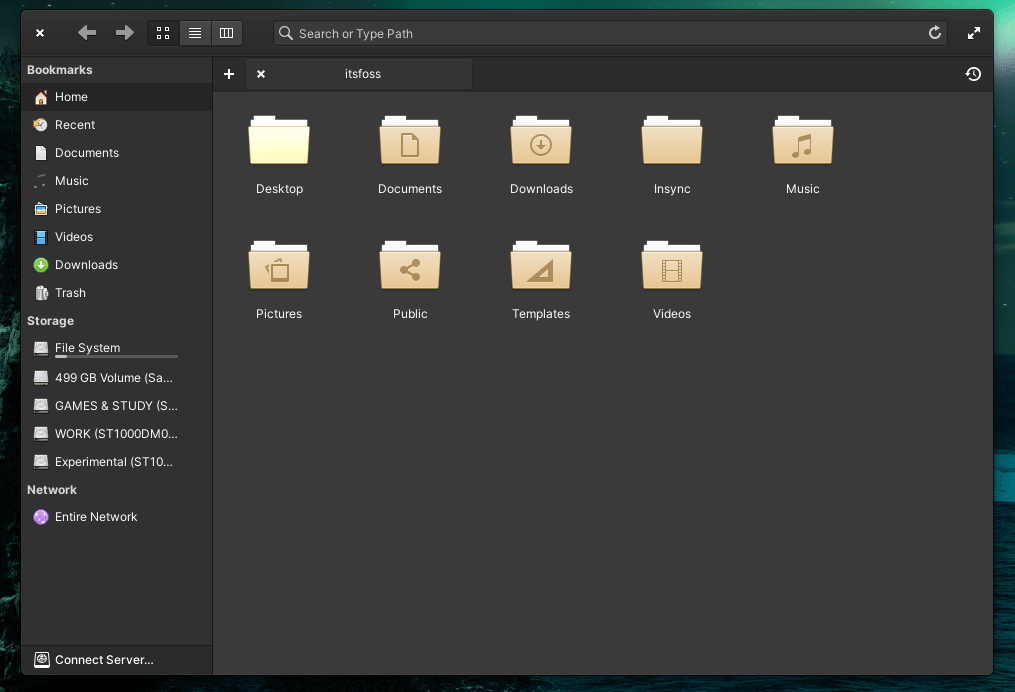 Search or Type Path
Bookmarks
Home
Recent
Documents
Music
Pictures
Videos
Downloads
Trash
Storage
File System
499 GB Volume (Sa...
GAMES & STUDY (S...
WORK (ST1000DM0...
Experimental (ST10...
Network
Entire Network
Connect Server...
itsfoss
Desktop
Documents
Downloads
Insync
Music
Pictures
Public
Templates
Videos